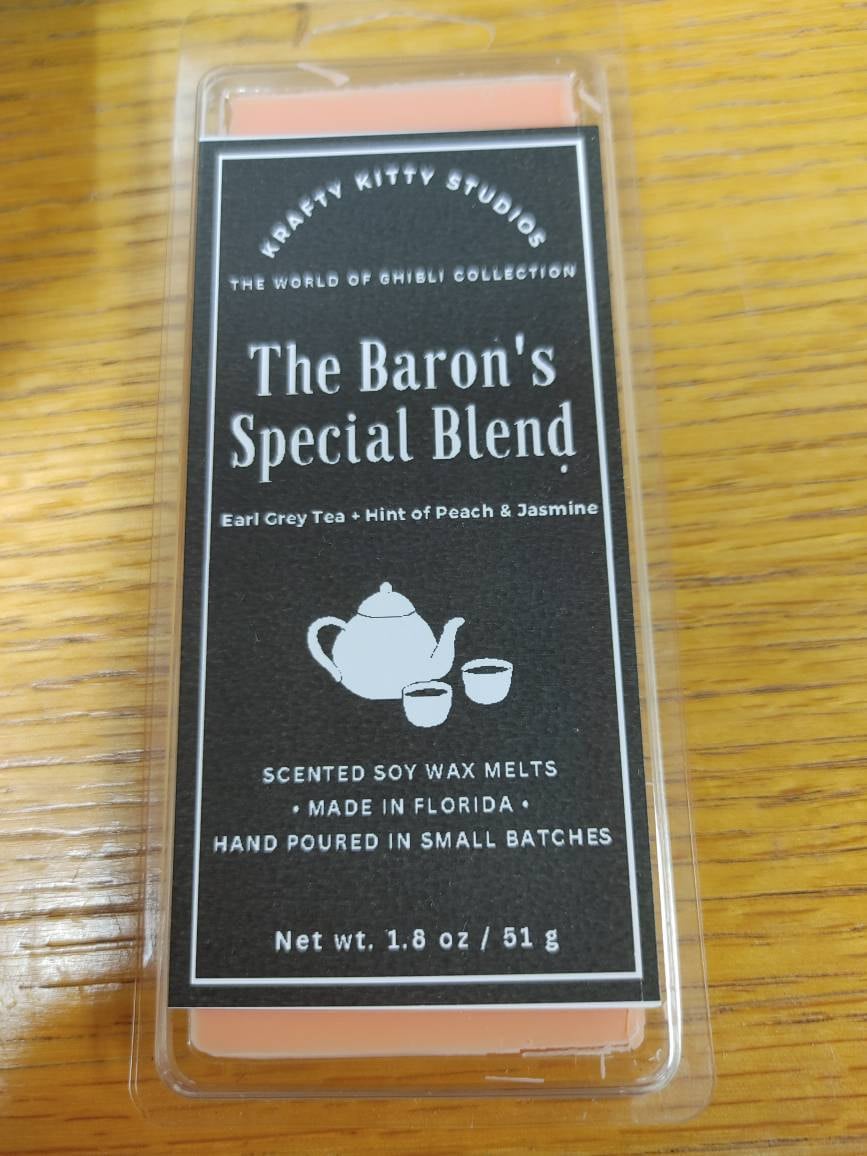 KRAFTY KITTY STUDIOS
THE WORLD OF GHIBLI COLLECTION
The Baron's
Special Blend
Earl Grey Tea + Hint of Peach & Jasmine
SCENTED SOY WAX MELTS
• MADE IN FLORIDA •
HAND POURED IN SMALL BATCHES
Net wt. 1.8 oz / 51 g